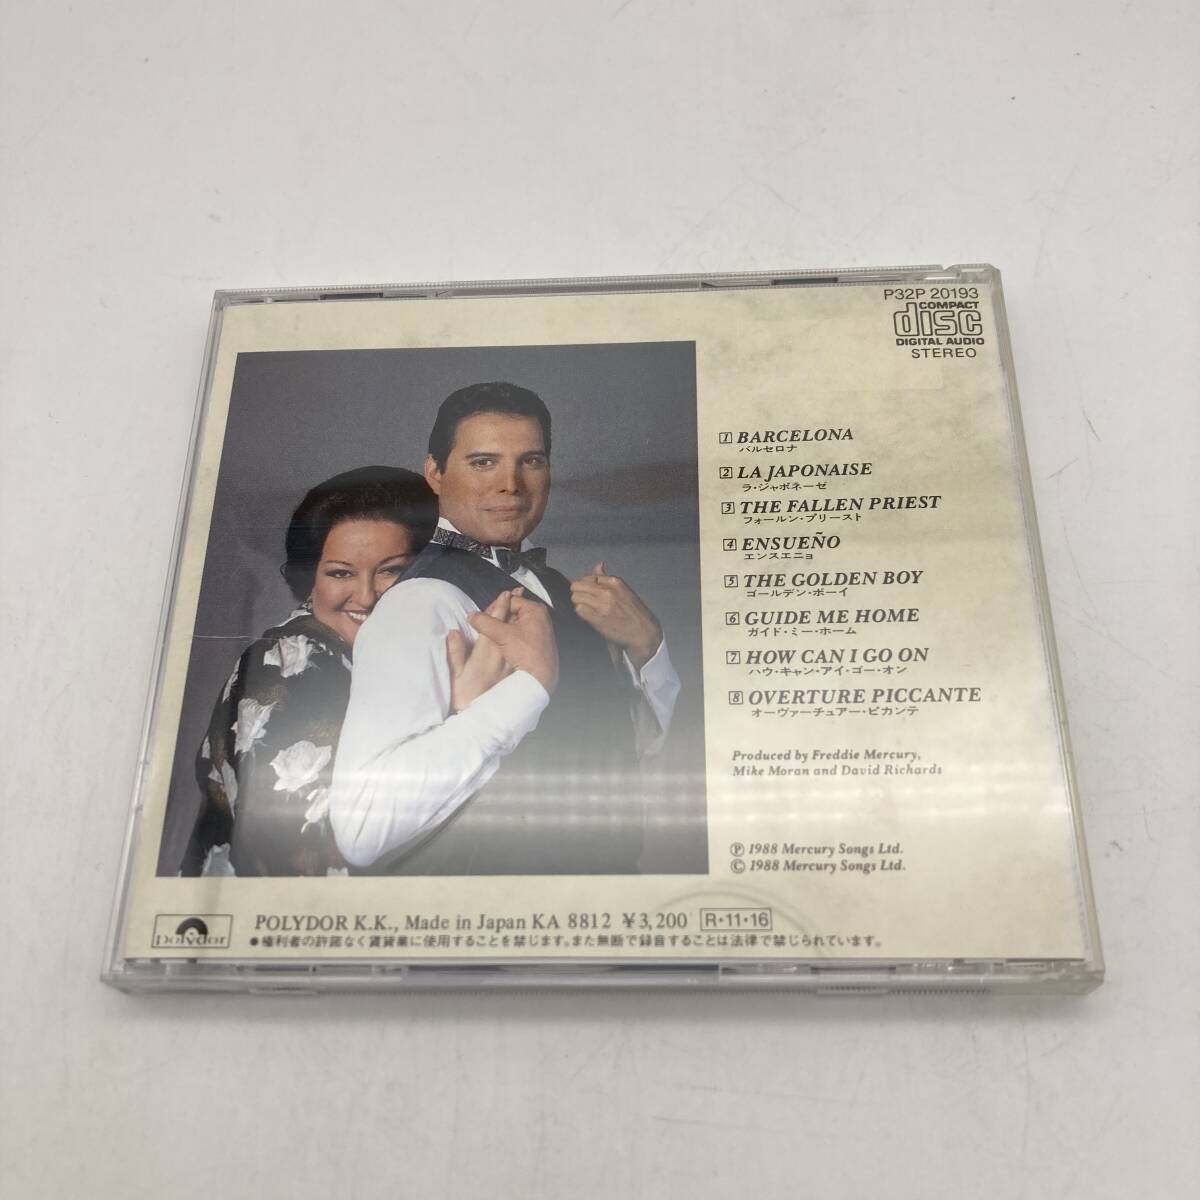 P32P 20193
COMPACT
disc
DIGITAL AUDIO
STEREO
1 BARCELONA
バルセロナ
2 LA JAPONAISE
ラ・ジャポネーゼ
3 THE FALLEN PRIEST
フォールン・プリースト
4 ENSUEÑO
エンスエニョ
5 THE GOLDEN BOY
ゴールデン・ボーイ
6 GUIDE ME HOME
ガイド・ミー・ホーム
7 HOW CAN I GO ON
ハウ・キャン・アイ・ゴー・オン
8 OVERTURE PICCANTE
オーヴァーチュアー・ピカンテ
Produced by Freddie Mercury,
Mike Moran and David Richards
Ⓟ 1988 Mercury Songs Ltd.
© 1988 Mercury Songs Ltd.
Polydor
POLYDOR K.K., Made in Japan KA 8812 ¥3,200 R・11・16
●権利者の許諾なく賃貸業に使用することを禁じます。また無断で録音することは法律で禁じられています。